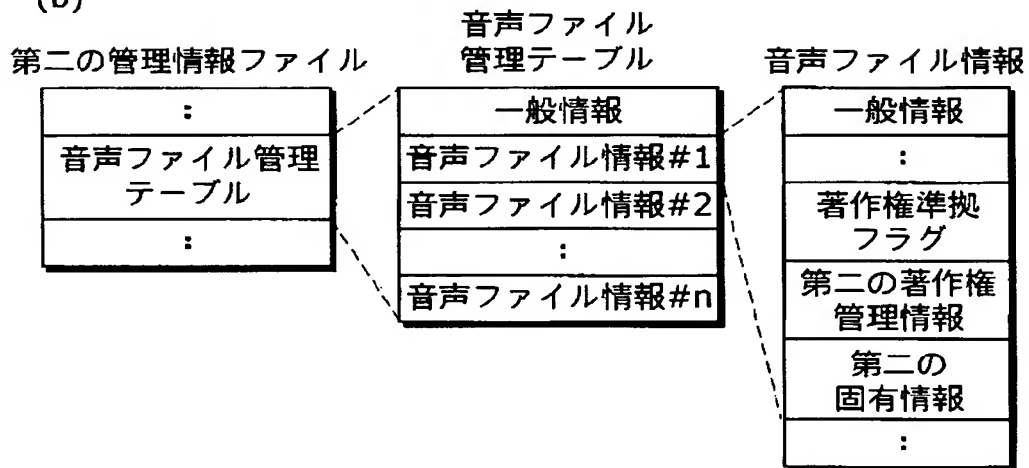 (b)
第二の管理情報ファイル
:
音声ファイル管理
テーブル
:
音声ファイル
管理テーブル
一般情報
音声ファイル情報#1
音声ファイル情報#2
:
音声ファイル情報#n
音声ファイル情報
一般情報
:
著作権準拠
フラグ
第二の著作権
管理情報
第二の
固有情報
: